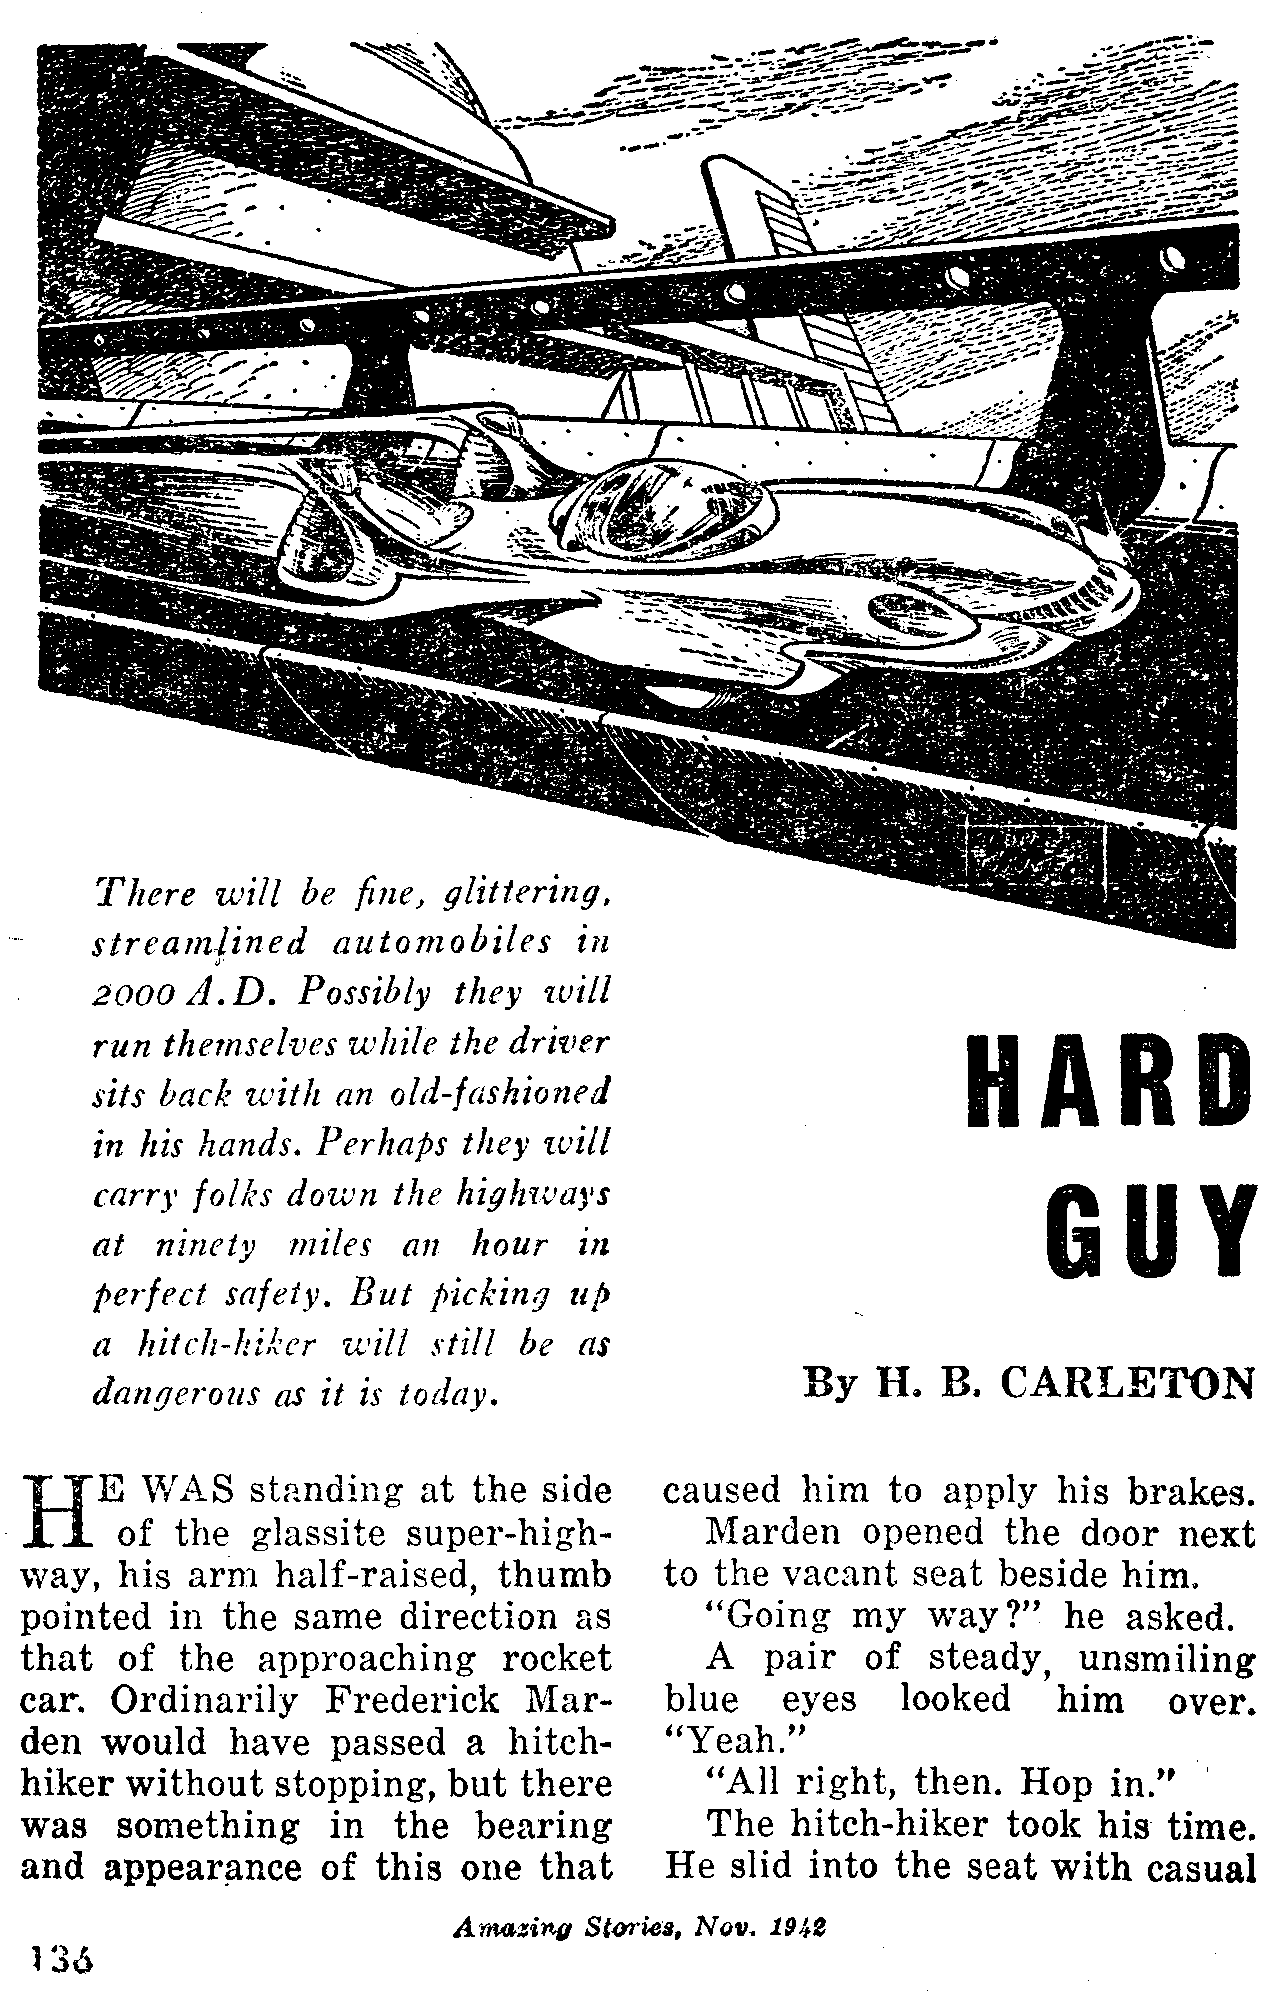 There will be fine, glittering,
streamlined automobiles in
2000 A.D. Possibly they will
run themselves while the driver
sits back with an old-fashioned
in his hands. Perhaps they will
carry folks down the highways
at ninety miles an hour in
perfect safety. But picking up
a hitch-hiker will still be as
dangerous as it is today.
HARD
GUY
By H. B. CARLETON
HE WAS standing at the side
of the glassite super-high-
way, his arm half-raised, thumb
pointed in the same direction as
that of the approaching rocket
car. Ordinarily Frederick Mar-
den would have passed a hitch-
hiker without stopping, but there
was something in the bearing
and appearance of this one that
caused him to apply his brakes.
Marden opened the door next
to the vacant seat beside him.
"Going my way?" he asked.
A pair of steady, unsmiling
blue eyes looked him over.
"Yeah."
"All right, then. Hop in."
The hitch-hiker took his time.
He slid into the seat with casual
Amazing Stories, Nov. 1942
136